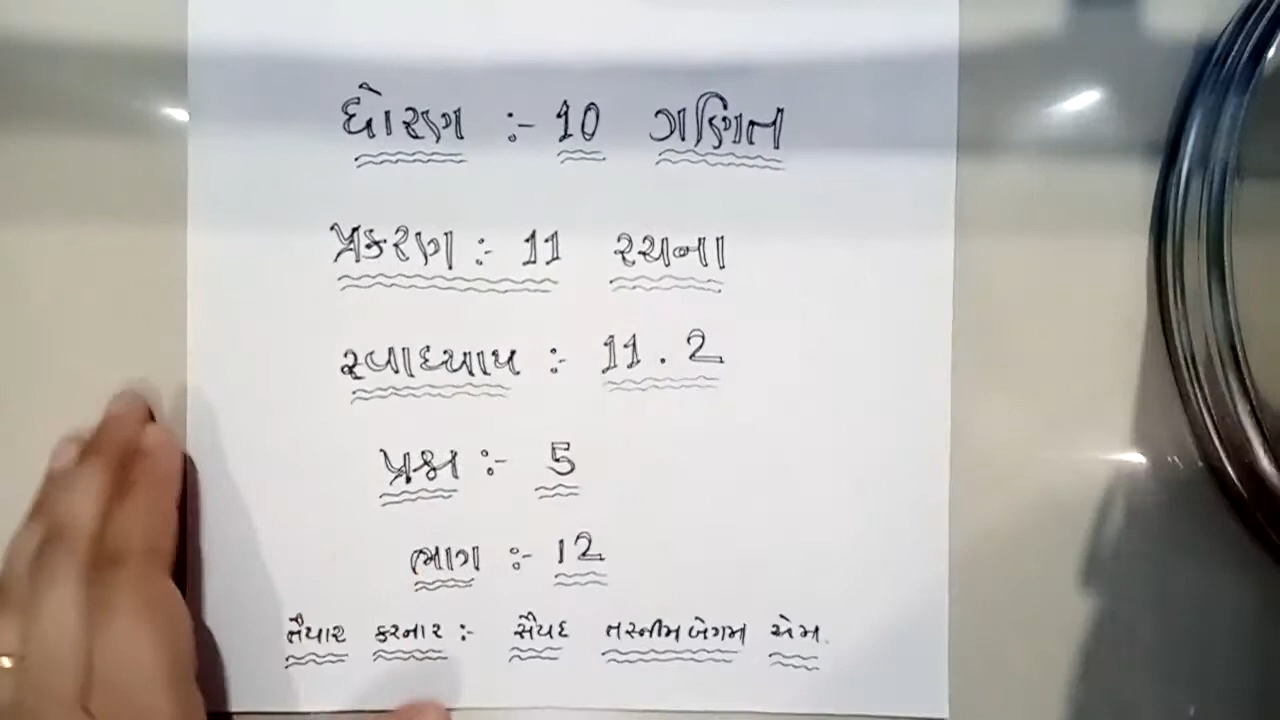 ધોરણ :- 10 ગણિત
પ્રકરણ :- 11 રચના
સ્વાધ્યાય :- 11.2
પ્રશ્ન :- 5
ભાગ :- 12
તૈયાર કરનાર :- સૈયદ તસ્નીમબેગમ એમ.